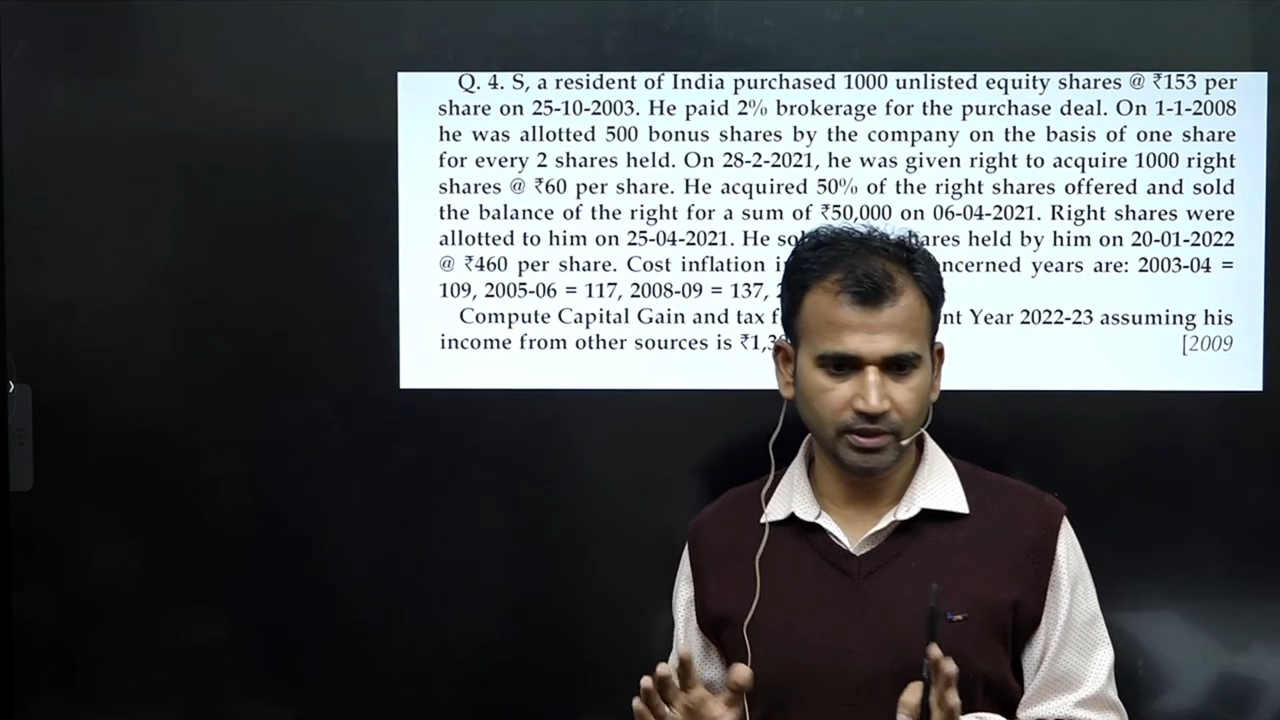 Q. 4. S, a resident of India purchased 1000 unlisted equity shares @ ₹153 per
share on 25-10-2003. He paid 2% brokerage for the purchase deal. On 1-1-2008
he was allotted 500 bonus shares by the company on the basis of one share
for every 2 shares held. On 28-2-2021, he was given right to acquire 1000 right
shares @ ₹60 per share. He acquired 50% of the right shares offered and sold
the balance of the right for a sum of ₹50,000 on 06-04-2021. Right shares were
allotted to him on 25-04-2021. He held by him on 20-01-2022
@ ₹460 per share. Cost inflation years are: 2003-04 =
109, 2005-06 = 117, 2008-09 = 137,
Compute Capital Gain and tax Year 2022-23 assuming his
income from other sources is [2009